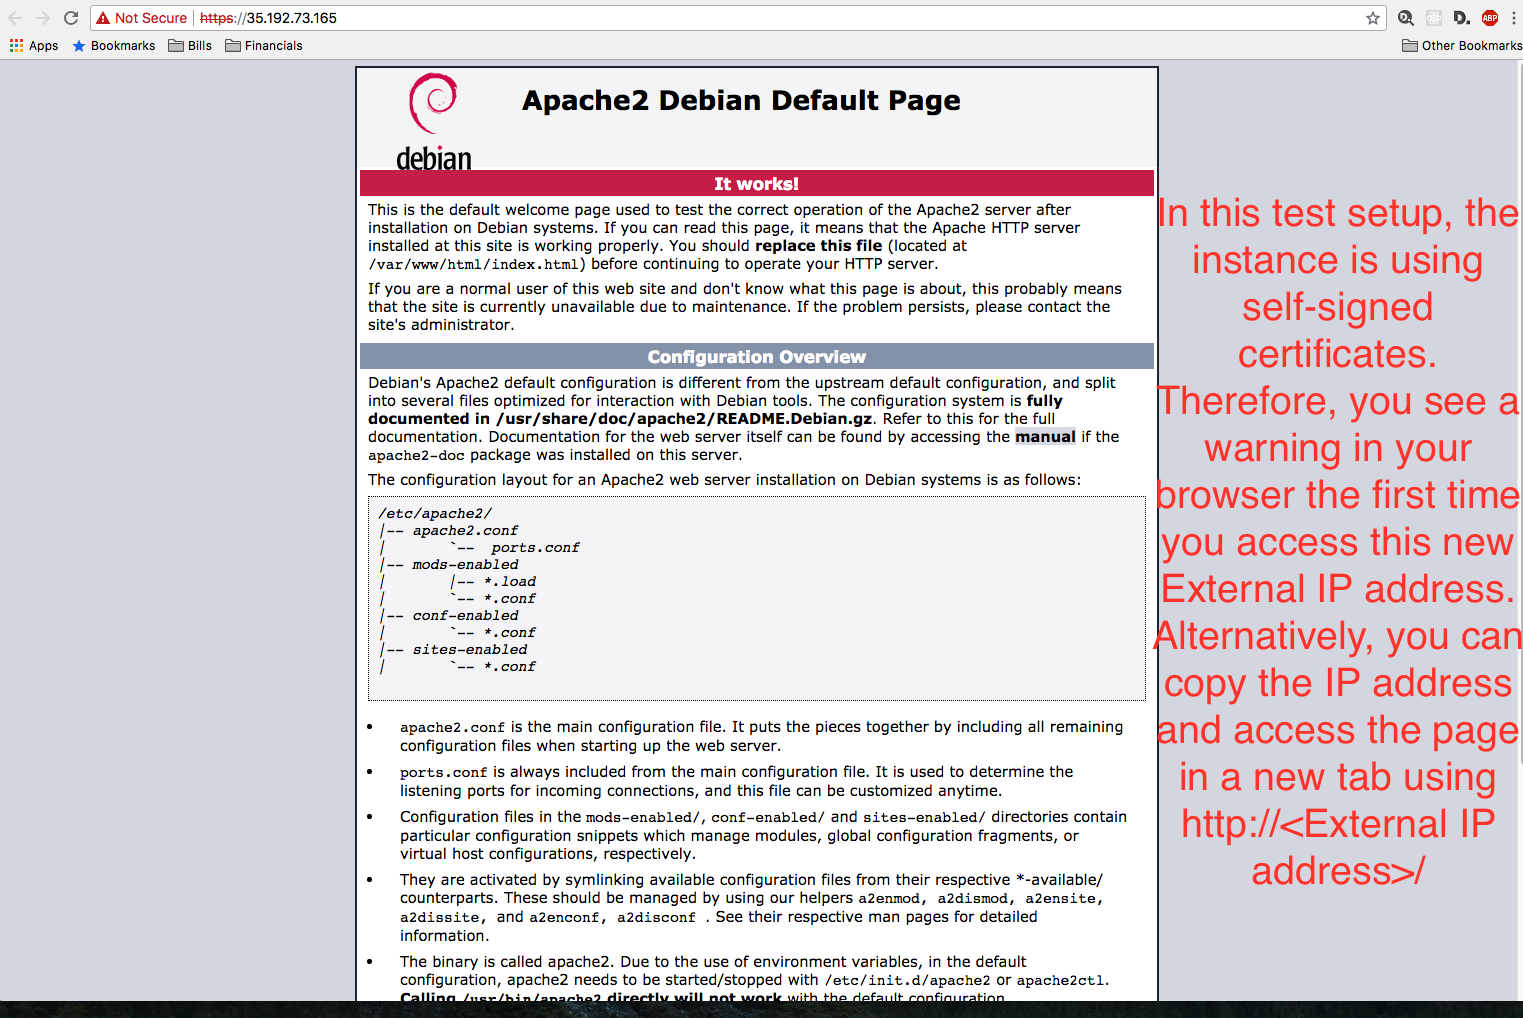 Not Secure | https://35.192.73.165
ABP
Apps Bookmarks Bills Financials Other Bookmarks
debian
Apache2 Debian Default Page
It works!
This is the default welcome page used to test the correct operation of the Apache2 server after
installation on Debian systems. If you can read this page, it means that the Apache HTTP server
installed at this site is working properly. You should replace this file (located at
/var/www/html/index.html) before continuing to operate your HTTP server.
If you are a normal user of this web site and don't know what this page is about, this probably means
that the site is currently unavailable due to maintenance. If the problem persists, please contact the
site's administrator.
Configuration Overview
Debian's Apache2 default configuration is different from the upstream default configuration, and split
into several files optimized for interaction with Debian tools. The configuration system is fully
documented in /usr/share/doc/apache2/README.Debian.gz. Refer to this for the full
documentation. Documentation for the web server itself can be found by accessing the manual if the
apache2-doc package was installed on this server.
The configuration layout for an Apache2 web server installation on Debian systems is as follows:
/etc/apache2/
|-- apache2.conf
|       `--  ports.conf
|-- mods-enabled
|       |-- *.load
|       `-- *.conf
|-- conf-enabled
|       `-- *.conf
|-- sites-enabled
|       `-- *.conf
• apache2.conf is the main configuration file. It puts the pieces together by including all remaining
configuration files when starting up the web server.
• ports.conf is always included from the main configuration file. It is used to determine the
listening ports for incoming connections, and this file can be customized anytime.
• Configuration files in the mods-enabled/, conf-enabled/ and sites-enabled/ directories contain
particular configuration snippets which manage modules, global configuration fragments, or
virtual host configurations, respectively.
• They are activated by symlinking available configuration files from their respective *-available/
counterparts. These should be managed by using our helpers a2enmod, a2dismod, a2ensite,
a2dissite, and a2enconf, a2disconf . See their respective man pages for detailed
information.
• The binary is called apache2. Due to the use of environment variables, in the default
configuration, apache2 needs to be started/stopped with /etc/init.d/apache2 or apache2ctl.
Calling /usr/bin/apache2 directly will not work with the default configuration.
In this test setup, the
instance is using
self-signed
certificates.
Therefore, you see a
warning in your
browser the first time
you access this new
External IP address.
Alternatively, you can
copy the IP address
and access the page
in a new tab using
http://<External IP
address>/